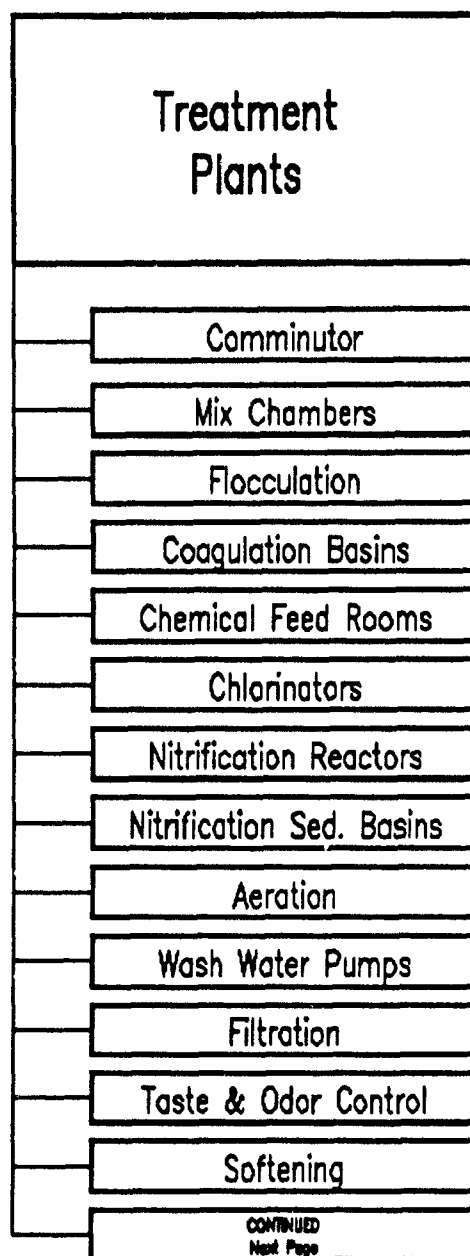 Treatment
Plants
Camminutor
Mix Chambers
Flocculation
Coagulation Basins
Chemical Feed Rooms
Chlorinators
Nitrification Reactors
Nitrification Sed. Basins
Aeration
Wash Water Pumps
Filtration
Taste & Odor Control
Softening
CONTINUED
Next Page